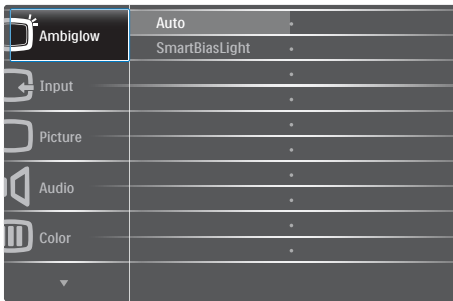 Ambiglow
Auto
SmartBiasLight
Input
Picture
Audio
Color